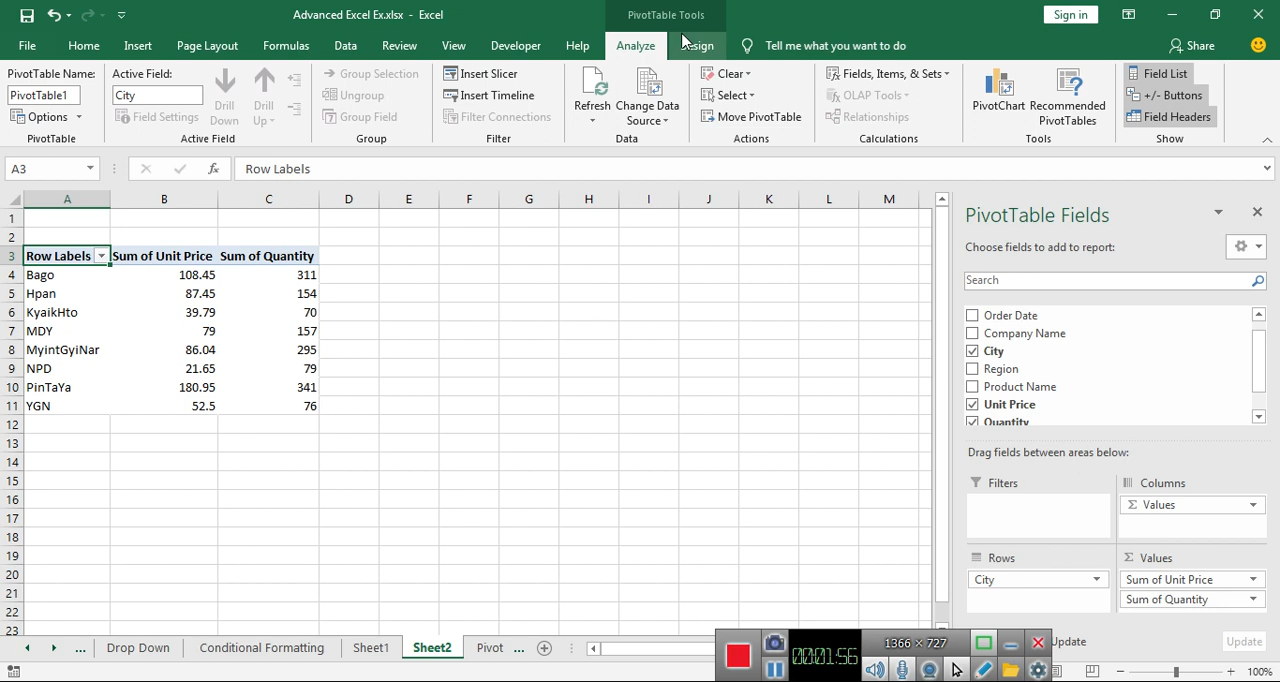 Advanced Excel Ex.xlsx - Excel
PivotTable Tools
Sign in
File Home Insert Page Layout Formulas Data Review View Developer Help Analyze Tell me what you want to do Share
PivotTable Name:
PivotTable1
Options
PivotTable
Active Field:
City
Field Settings
Drill Down
Drill Up
Active Field
Group Selection
Ungroup
Group Field
Group
Insert Slicer
Insert Timeline
Filter Connections
Filter
Refresh
Change Data Source
Data
Clear
Select
Move PivotTable
Actions
Fields, Items, & Sets
OLAP Tools
Relationships
Calculations
PivotChart
Recommended PivotTables
Tools
Field List
+/- Buttons
Field Headers
Show
A3
fx
Row Labels
A B C D E F G H I J K L M
1
2
3 Row Labels Sum of Unit Price Sum of Quantity
4 Bago 108.45 311
5 Hpan 87.45 154
6 KyaikHto 39.79 70
7 MDY 79 157
8 MyintGyiNar 86.04 295
9 NPD 21.65 79
10 PinTaYa 180.95 341
11 YGN 52.5 76
12
13
14
15
16
17
18
19
20
21
22
23
PivotTable Fields
Choose fields to add to report:
Search
Order Date
Company Name
City
Region
Product Name
Unit Price
Quantity
Drag fields between areas below:
Filters
Columns
Σ Values
Rows
City
Σ Values
Sum of Unit Price
Sum of Quantity
Update
... Drop Down Conditional Formatting Sheet1 Sheet2 Pivot ...
00:01:56
1366 × 727
100%